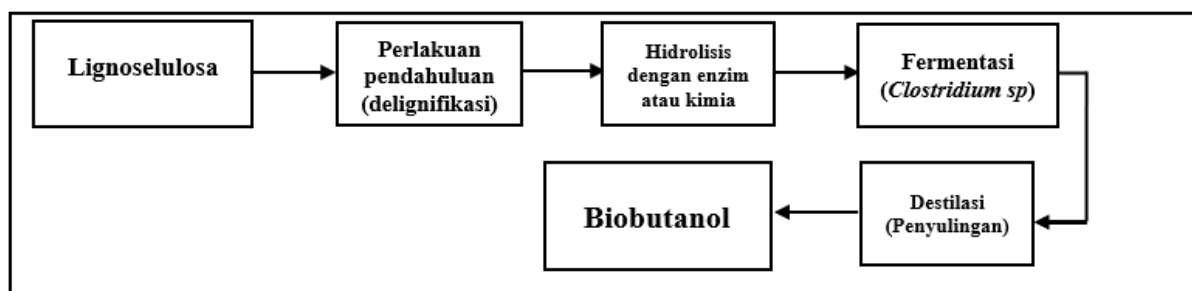 Lignoselulosa
Perlakuan
pendahuluan
(delignifikasi)
Hidrolisis
dengan enzim
atau kimia
Fermentasi
(Clostridium sp)
Destilasi
(Penyulingan)
Biobutanol